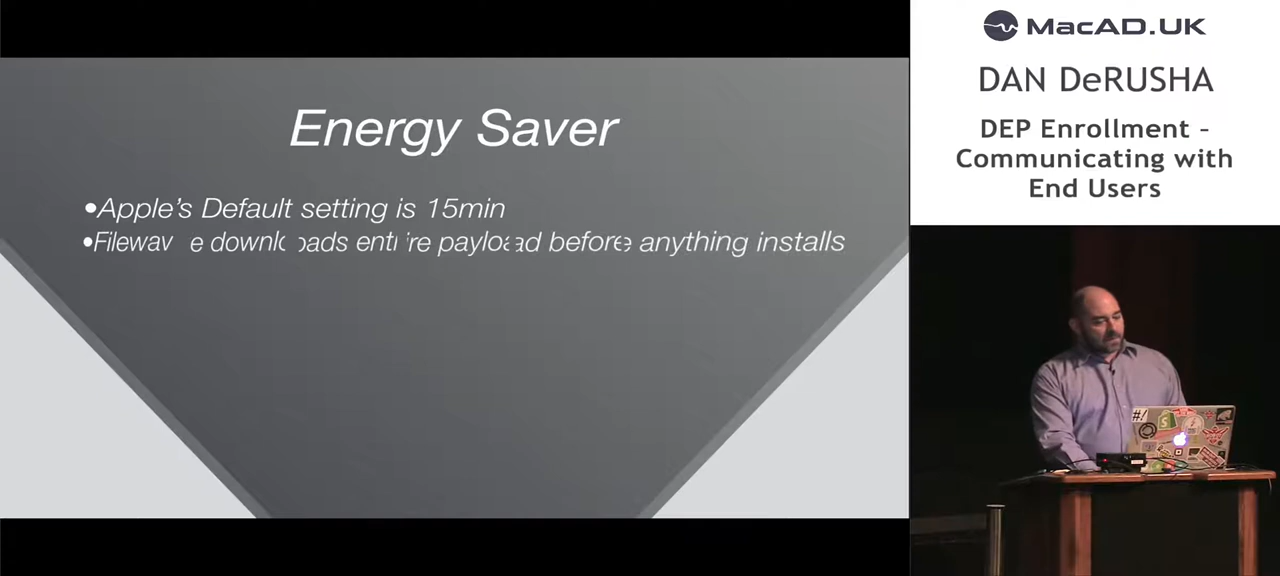 Energy Saver
•Apple's Default setting is 15min
•Filewave downloads entire payload before anything installs
MacAD.UK
DAN DeRUSHA
DEP Enrollment –
Communicating with
End Users
#!